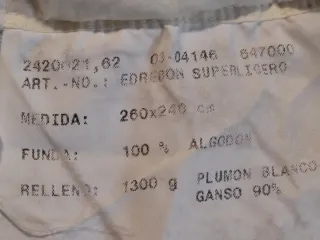 2420621,62 03-04146 647000
ART.-NO.: EDREDON SUPERLIGERO
MEDIDA: 260x240 cm
FUNDA: 100 % ALGODON
RELLENO: 1300 g PLUMON BLANCO
GANSO 90%